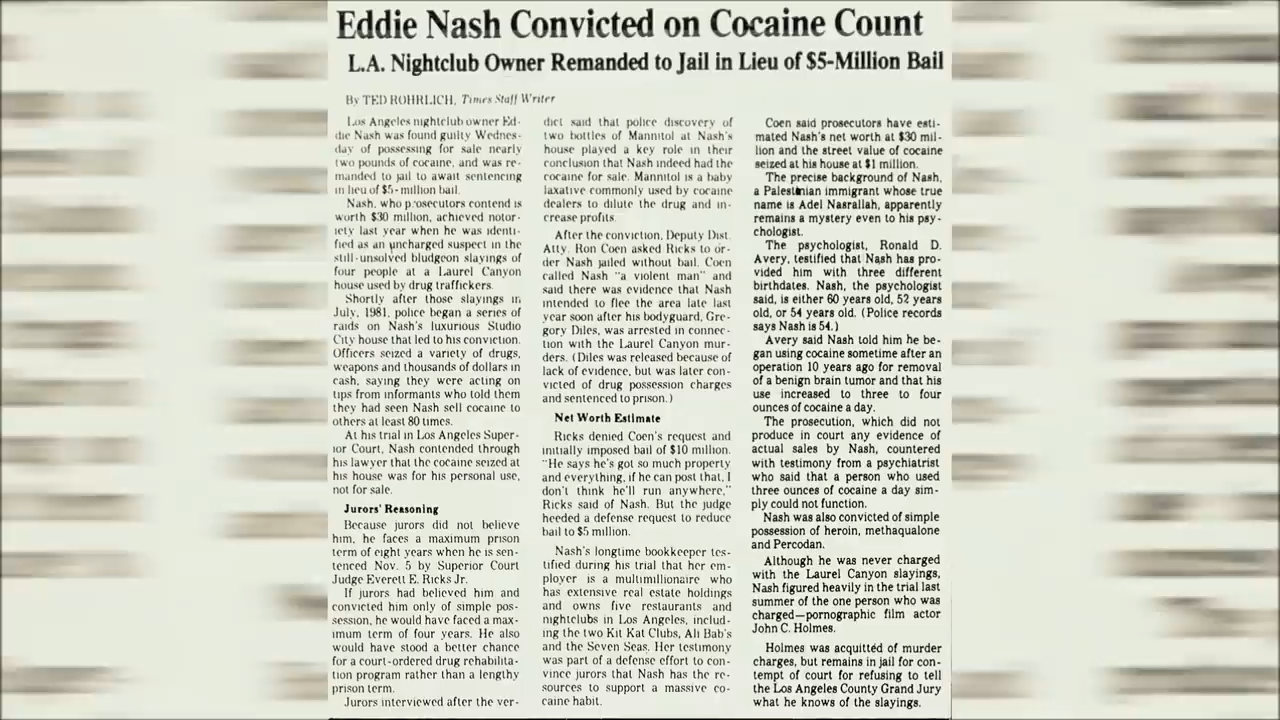 Eddie Nash Convicted on Cocaine Count
L.A. Nightclub Owner Remanded to Jail in Lieu of $5-Million Bail
By TED ROHRLICH, Times Staff Writer
Los Angeles nightclub owner Ed-
die Nash was found guilty Wednes-
day of possessing for sale nearly
two pounds of cocaine, and was re-
manded to jail to await sentencing
in lieu of $5-million bail.
Nash, who prosecutors contend is
worth $30 million, achieved notor-
iety last year when he was identi-
fied as an uncharged suspect in the
still-unsolved bludgeon slayings of
four people at a Laurel Canyon
house used by drug traffickers.
Shortly after those slayings in
July, 1981, police began a series of
raids on Nash's luxurious Studio
City house that led to his conviction.
Officers seized a variety of drugs,
weapons and thousands of dollars in
cash, saying they were acting on
tips from informants who told them
they had seen Nash sell cocaine to
others at least 80 times.
At his trial in Los Angeles Super-
ior Court, Nash contended through
his lawyer that the cocaine seized at
his house was for his personal use,
not for sale.
Jurors' Reasoning
Because jurors did not believe
him, he faces a maximum prison
term of eight years when he is sen-
tenced Nov. 5 by Superior Court
Judge Everett E. Ricks Jr.
If jurors had believed him and
convicted him only of simple pos-
session, he would have faced a max-
imum term of four years. He also
would have stood a better chance
for a court-ordered drug rehabilita-
tion program rather than a lengthy
prison term.
Jurors interviewed after the ver-
dict said that police discovery of
two bottles of Mannitol at Nash's
house played a key role in their
conclusion that Nash indeed had the
cocaine for sale. Mannitol is a baby
laxative commonly used by cocaine
dealers to dilute the drug and in-
crease profits.
After the conviction, Deputy Dist.
Atty. Ron Coen asked Ricks to or-
der Nash jailed without bail. Coen
called Nash "a violent man" and
said there was evidence that Nash
intended to flee the area late last
year soon after his bodyguard, Gre-
gory Diles, was arrested in connec-
tion with the Laurel Canyon mur-
ders. (Diles was released because of
lack of evidence, but was later con-
victed of drug possession charges
and sentenced to prison.)
Net Worth Estimate
Ricks denied Coen's request and
initially imposed bail of $10 million.
"He says he's got so much property
and everything, if he can post that, I
don't think he'll run anywhere,"
Ricks said of Nash. But the judge
heeded a defense request to reduce
bail to $5 million.
Nash's longtime bookkeeper tes-
tified during his trial that her em-
ployer is a multimillionaire who
has extensive real estate holdings
and owns five restaurants and
nightclubs in Los Angeles, includ-
ing the two Kit Kat Clubs, Ali Bab's
and the Seven Seas. Her testimony
was part of a defense effort to con-
vince jurors that Nash has the re-
sources to support a massive co-
caine habit.
Coen said prosecutors have esti-
mated Nash's net worth at $30 mil-
lion and the street value of cocaine
seized at his house at $1 million.
The precise background of Nash,
a Palestinian immigrant whose true
name is Adel Nasrallah, apparently
remains a mystery even to his psy-
chologist.
The psychologist, Ronald D.
Avery, testified that Nash has pro-
vided him with three different
birthdates. Nash, the psychologist
said, is either 60 years old, 52 years
old, or 54 years old. (Police records
says Nash is 54.)
Avery said Nash told him he be-
gan using cocaine sometime after an
operation 10 years ago for removal
of a benign brain tumor and that his
use increased to three to four
ounces of cocaine a day.
The prosecution, which did not
produce in court any evidence of
actual sales by Nash, countered
with testimony from a psychiatrist
who said that a person who used
three ounces of cocaine a day sim-
ply could not function.
Nash was also convicted of simple
possession of heroin, methaqualone
and Percodan.
Although he was never charged
with the Laurel Canyon slayings,
Nash figured heavily in the trial last
summer of the one person who was
charged—pornographic film actor
John C. Holmes.
Holmes was acquitted of murder
charges, but remains in jail for con-
tempt of court for refusing to tell
the Los Angeles County Grand Jury
what he knows of the slayings.